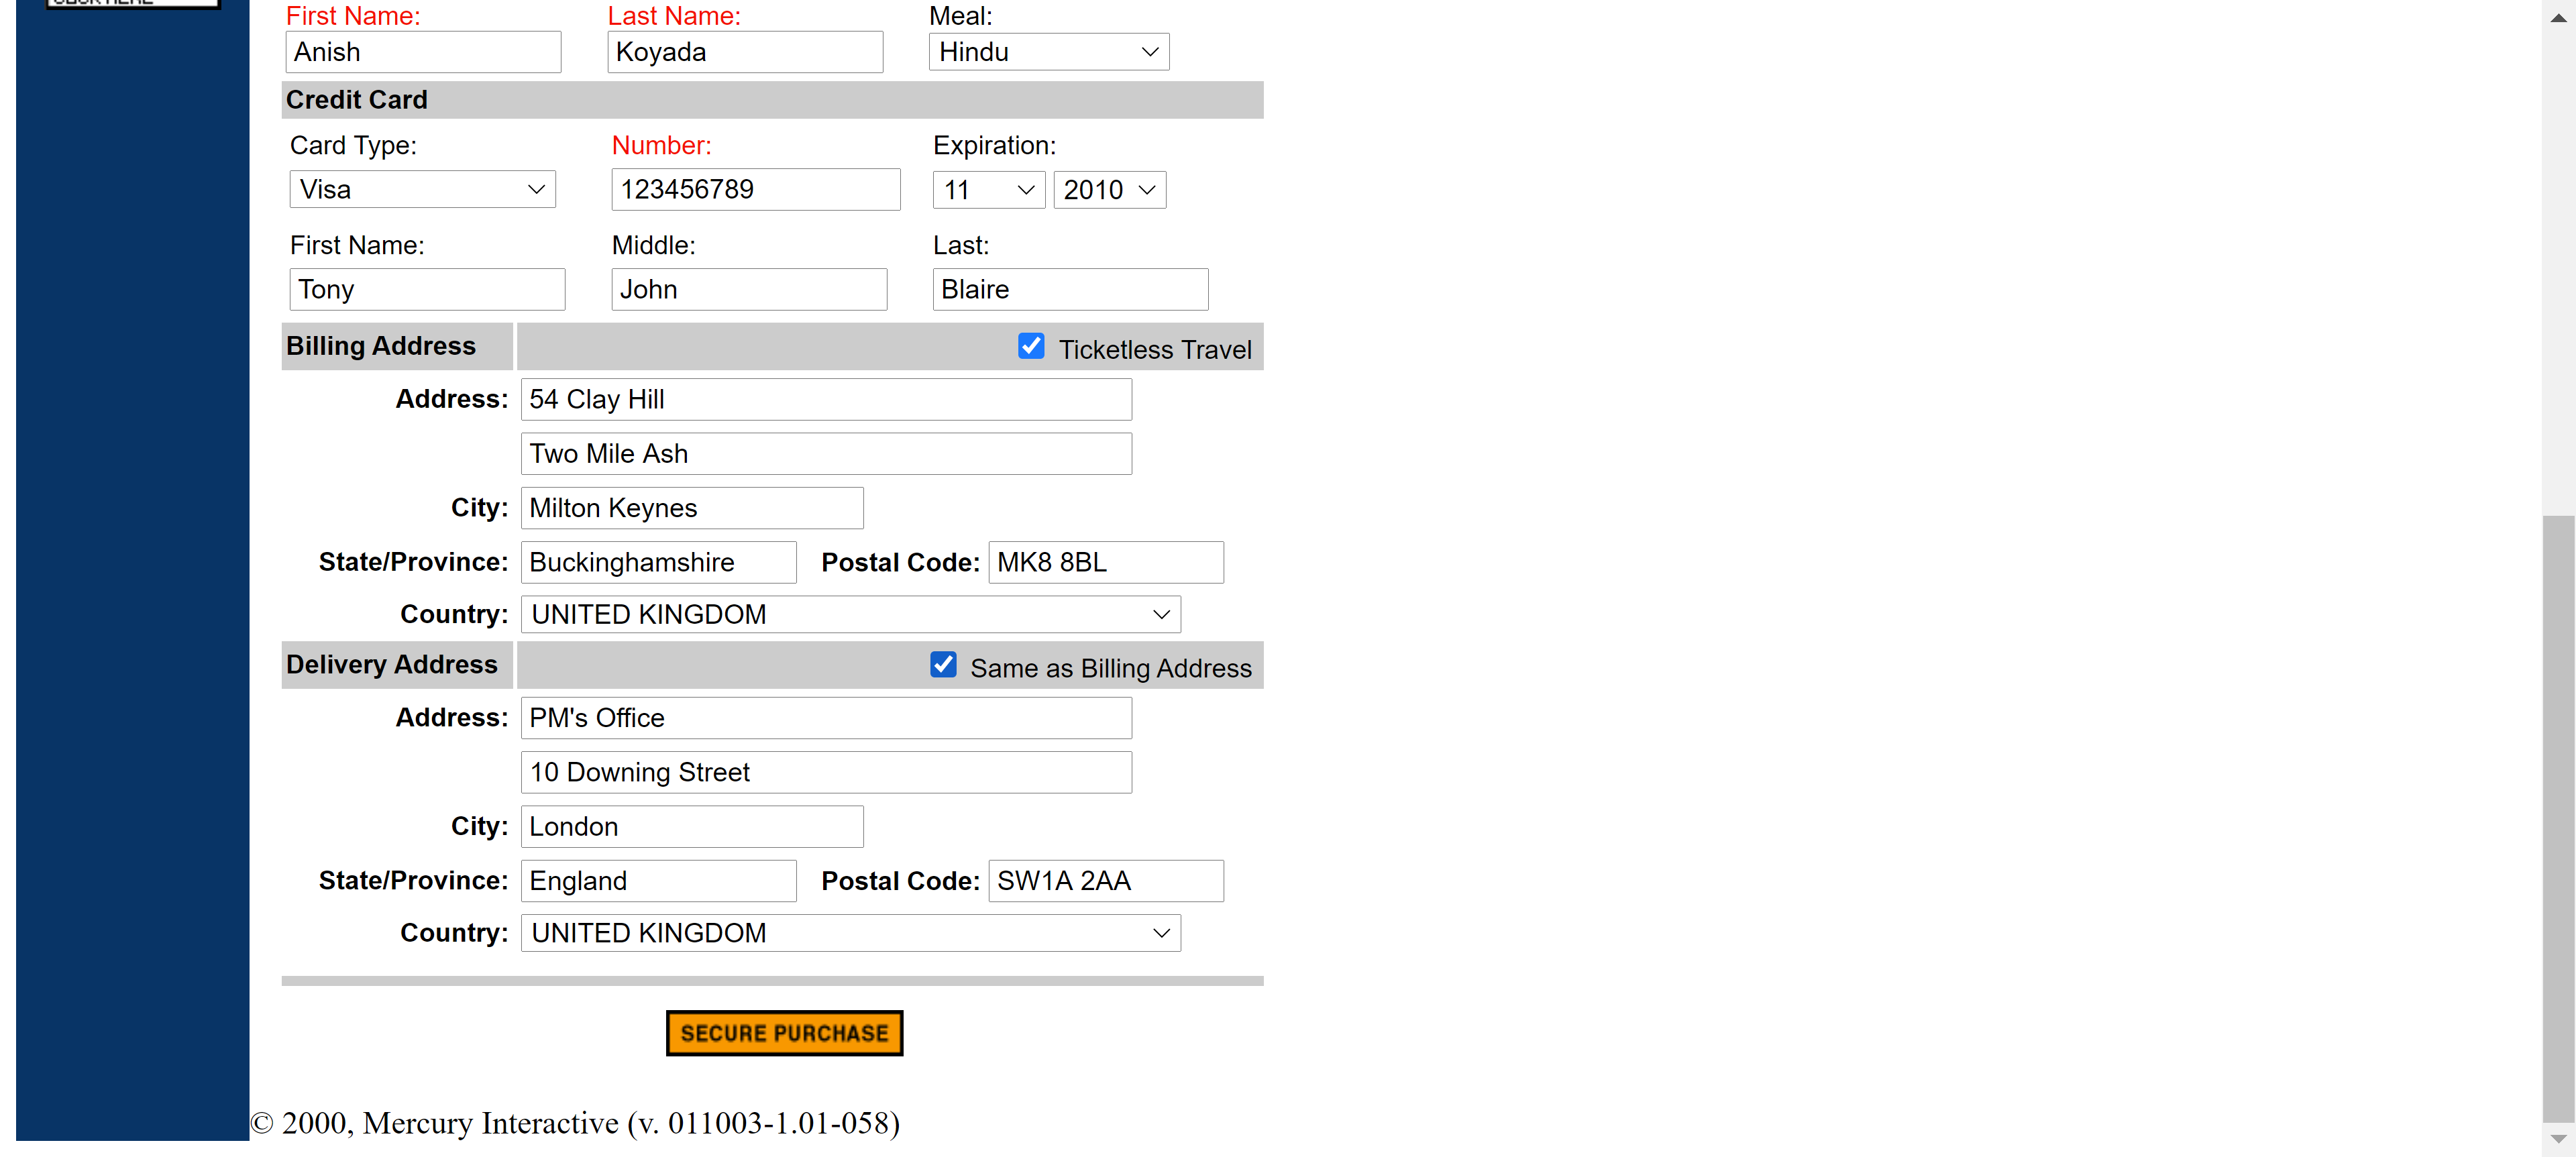 First Name: Last Name: Meal:
Anish Koyada Hindu
Credit Card
Card Type: Number: Expiration:
Visa 123456789 11 2010
First Name: Middle: Last:
Tony John Blaire
Billing Address Ticketless Travel
Address: 54 Clay Hill
Two Mile Ash
City: Milton Keynes
State/Province: Buckinghamshire Postal Code: MK8 8BL
Country: UNITED KINGDOM
Delivery Address Same as Billing Address
Address: PM's Office
10 Downing Street
City: London
State/Province: England Postal Code: SW1A 2AA
Country: UNITED KINGDOM
SECURE PURCHASE
© 2000, Mercury Interactive (v. 011003-1.01-058)